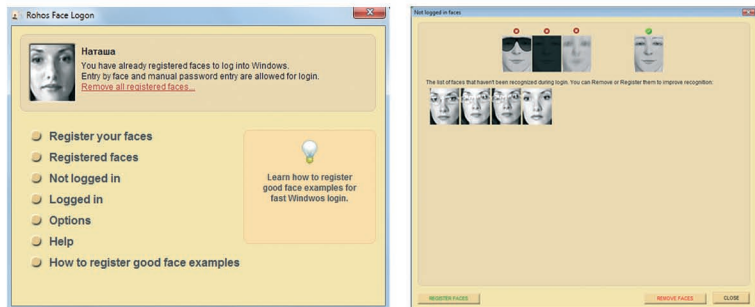 Rohos Face Logon
Наташа
You have already registered faces to log into Windows.
Entry by face and manual password entry are allowed for login.
Remove all registered faces...
Register your faces
Registered faces
Not logged in
Logged in
Options
Help
How to register good face examples
Learn how to register
good face examples for
fast Windwos login.
Not logged in faces
The list of faces that haven't been recognized during login. You can Remove or Register them to improve recognition:
REGISTER FACES
REMOVE FACES
CLOSE